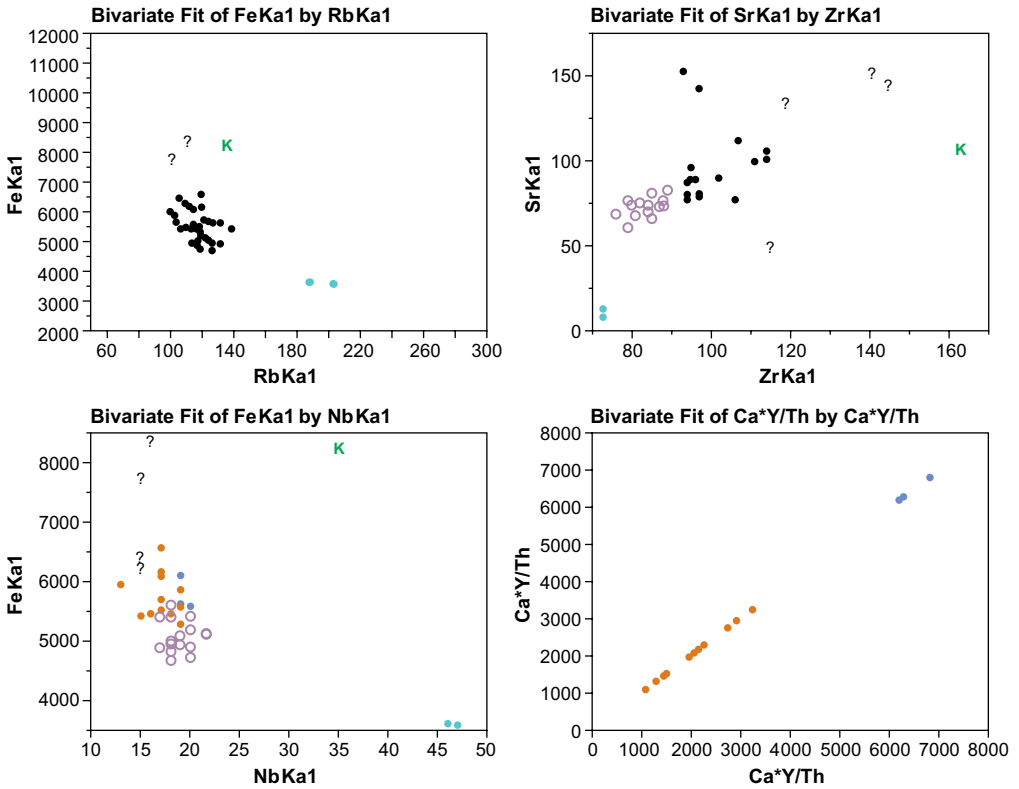 Bivariate Fit of FeKa1 by RbKa1
12000
11000
10000
9000
8000
7000
6000
5000
4000
3000
2000
FeKa1
? ?
K
60 100 140 180 220 260 300
RbKa1
Bivariate Fit of SrKa1 by ZrKa1
150
100
50
0
SrKa1
? ? ?
K
?
80 100 120 140 160
ZrKa1
Bivariate Fit of FeKa1 by NbKa1
8000
7000
6000
4000
5000
FeKa1
?
K
?
?
?
10 15 20 25 30 35 40 45 50
NbKa1
Bivariate Fit of Ca*Y/Th by Ca*Y/Th
8000
7000
6000
5000
4000
3000
2000
1000
0
Ca*Y/Th
0 1000 2000 3000 4000 5000 6000 7000 8000
Ca*Y/Th